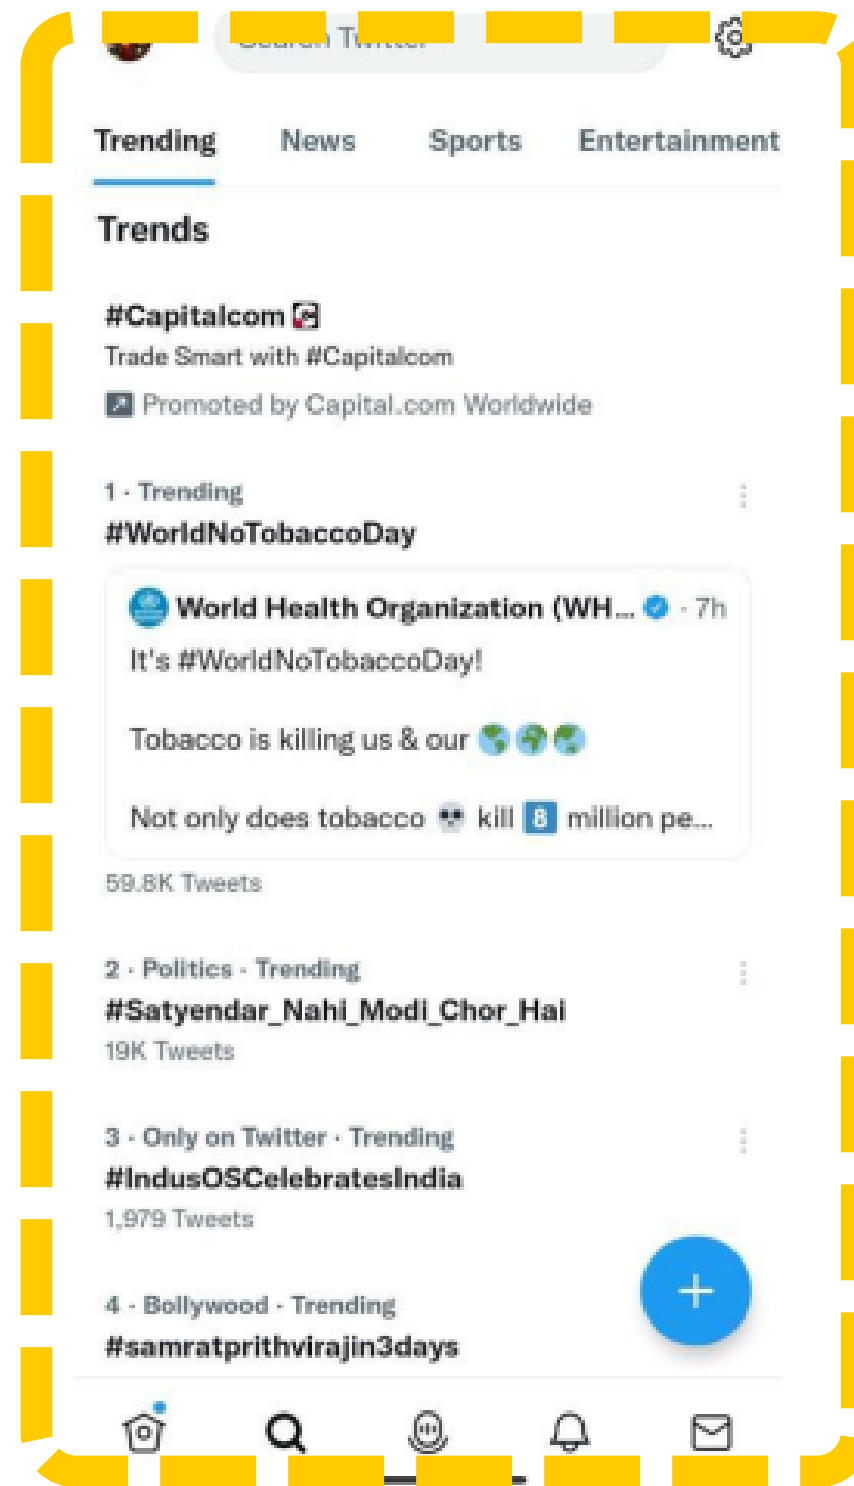 Search Twitter
Trending News Sports Entertainment
Trends
#Capitalcom
Trade Smart with #Capitalcom
Promoted by Capital.com Worldwide
1 · Trending
#WorldNoTobaccoDay
World Health Organization (WH... · 7h
It's #WorldNoTobaccoDay!
Tobacco is killing us & our 🌎🌍🌏
Not only does tobacco 💀 kill 8️⃣ million pe...
59.8K Tweets
2 · Politics · Trending
#Satyendar_Nahi_Modi_Chor_Hai
19K Tweets
3 · Only on Twitter · Trending
#IndusOSCelebratesIndia
1,979 Tweets
4 · Bollywood · Trending
#samratprithvirajin3days